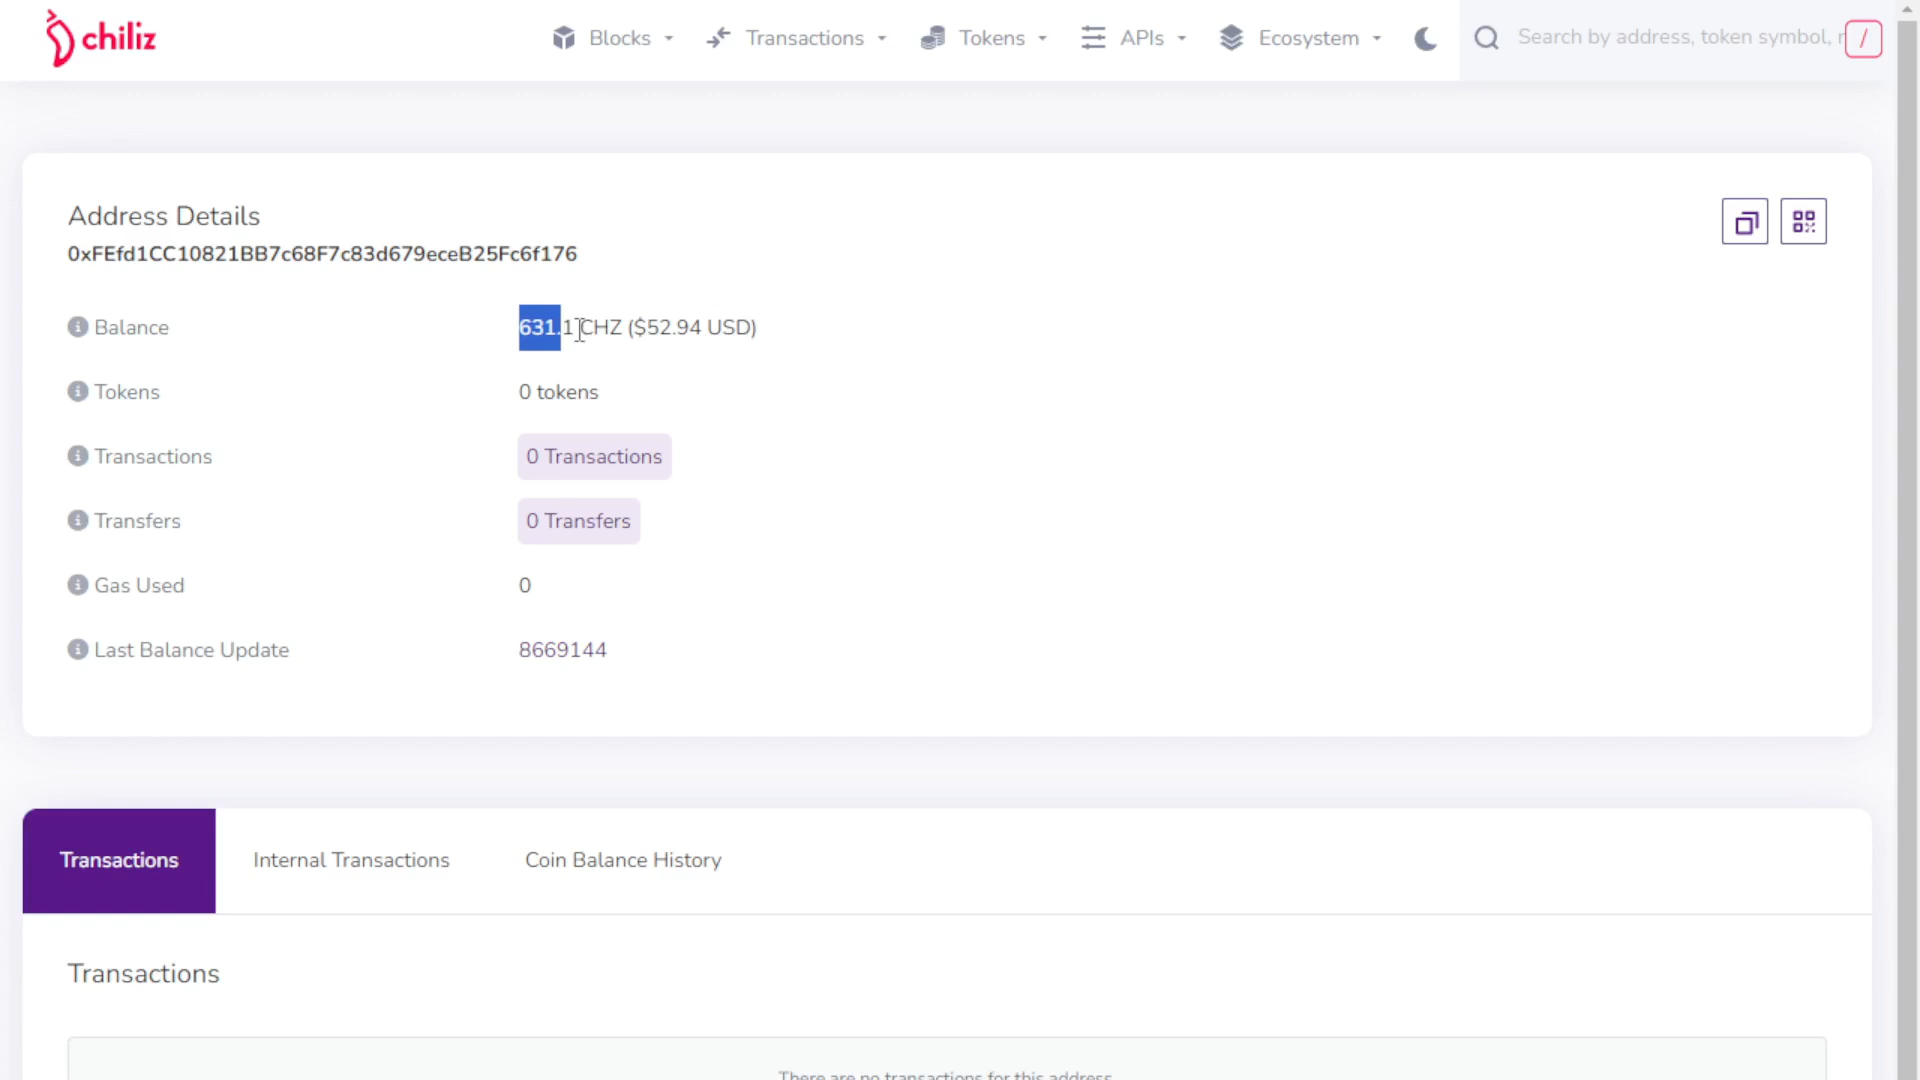 chiliz
Blocks Transactions Tokens APIs Ecosystem Search by address, token symbol, /
Address Details
0xFEfd1CC10821BB7c68F7c83d679eceB25Fc6f176
Balance 631.1 CHZ ($52.94 USD)
Tokens 0 tokens
Transactions 0 Transactions
Transfers 0 Transfers
Gas Used 0
Last Balance Update 8669144
Transactions Internal Transactions Coin Balance History
Transactions
There are no transactions for this address